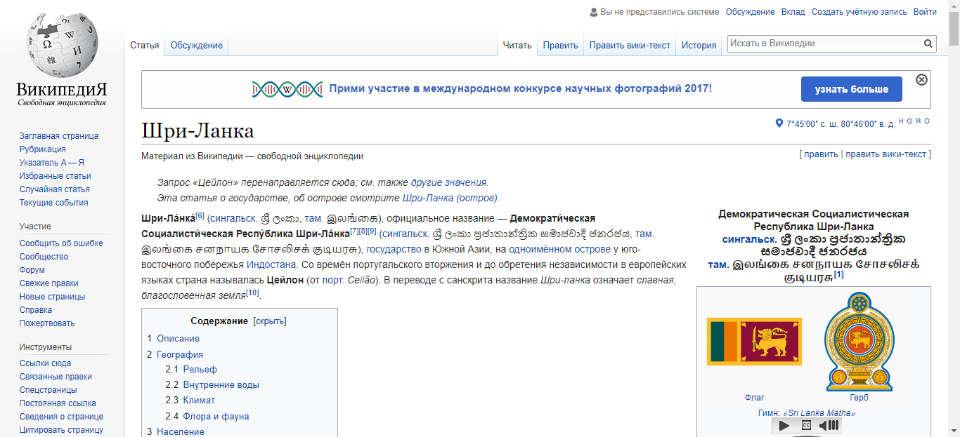 Вы не представились системе Обсуждение Вклад Создать учётную запись Войти
Статья Обсуждение Читать Править Править вики-текст История Искать в Википедии
ВикипедиЯ
Свободная энциклопедия
Заглавная страница
Рубрикация
Указатель А — Я
Избранные статьи
Случайная статья
Текущие события
Участие
Сообщить об ошибке
Сообщество
Форум
Свежие правки
Новые страницы
Справка
Пожертвовать
Инструменты
Ссылки сюда
Связанные правки
Спецстраницы
Постоянная ссылка
Сведения о странице
Цитировать страницу
Прими участие в международном конкурсе научных фотографий 2017! узнать больше
Шри-Ланка
7°45′00″ с. ш. 80°46′00″ в. д. H G Я O
Материал из Википедии — свободной энциклопедии
[ править | править вики-текст ]
Запрос «Цейлон» перенаправляется сюда; см. также другие значения.
Эта статья о государстве, об острове смотрите Шри-Ланка (остров).
Шри-Ла́нка́[6] (сингальск. ශ්‍රී ලංකා, там. இலங்கை), официальное название — Демократи́ческая
Социалисти́ческая Респу́блика Шри-Ла́нка[7][8][9] (сингальск. ශ්‍රී ලංකා ප්‍රජාතාන්ත්‍රික සමාජවාදී ජනරජය, там.
இலங்கை சனநாயக சோசலிசக் குடியரசு), государство в Южной Азии, на одноимённом острове у юго-
восточного побережья Индостана. Со времён португальского вторжения и до обретения независимости в европейских
языках страна называлась Цейлон (от порт. Ceilão). В переводе с санскрита название Шри-ланка означает славная,
благословенная земля[10].
Содержание [скрыть]
1 Описание
2 География
2.1 Рельеф
2.2 Внутренние воды
2.3 Климат
2.4 Флора и фауна
3 Население
Демократическая Социалистическая
Республика Шри-Ланка
сингальск. ශ්‍රී ලංකා ප්‍රජාතාන්ත්‍රික
සමාජවාදී ජනරජය
там. இலங்கை சனநாயக சோசலிசக்
குடியரசு[1]
Флаг Герб
Гимн: «Sri Lanka Matha»